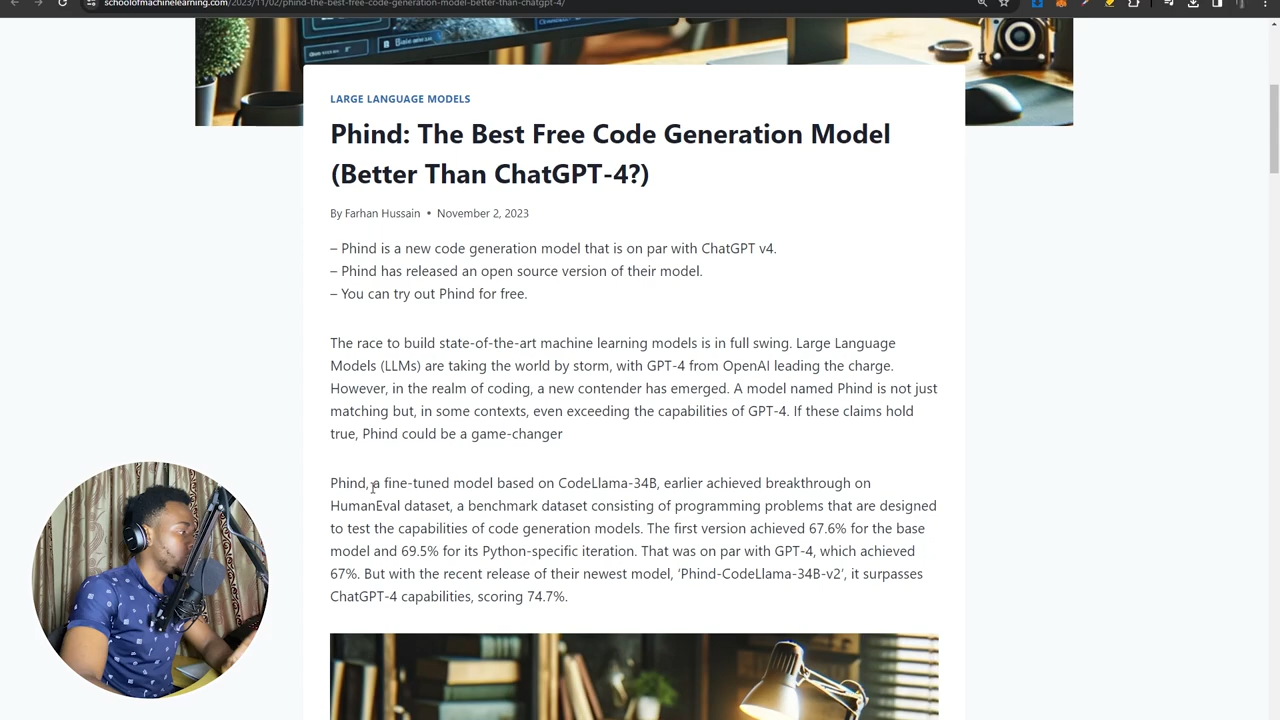 schoolofmachinelearning.com/2023/11/02/phind-the-best-free-code-generation-model-better-than-chatgpt-4/
LARGE LANGUAGE MODELS
Phind: The Best Free Code Generation Model
(Better Than ChatGPT-4?)
By Farhan Hussain • November 2, 2023
– Phind is a new code generation model that is on par with ChatGPT v4.
– Phind has released an open source version of their model.
– You can try out Phind for free.
The race to build state-of-the-art machine learning models is in full swing. Large Language
Models (LLMs) are taking the world by storm, with GPT-4 from OpenAI leading the charge.
However, in the realm of coding, a new contender has emerged. A model named Phind is not just
matching but, in some contexts, even exceeding the capabilities of GPT-4. If these claims hold
true, Phind could be a game-changer
Phind, a fine-tuned model based on CodeLlama-34B, earlier achieved breakthrough on
HumanEval dataset, a benchmark dataset consisting of programming problems that are designed
to test the capabilities of code generation models. The first version achieved 67.6% for the base
model and 69.5% for its Python-specific iteration. That was on par with GPT-4, which achieved
67%. But with the recent release of their newest model, ‘Phind-CodeLlama-34B-v2’, it surpasses
ChatGPT-4 capabilities, scoring 74.7%.